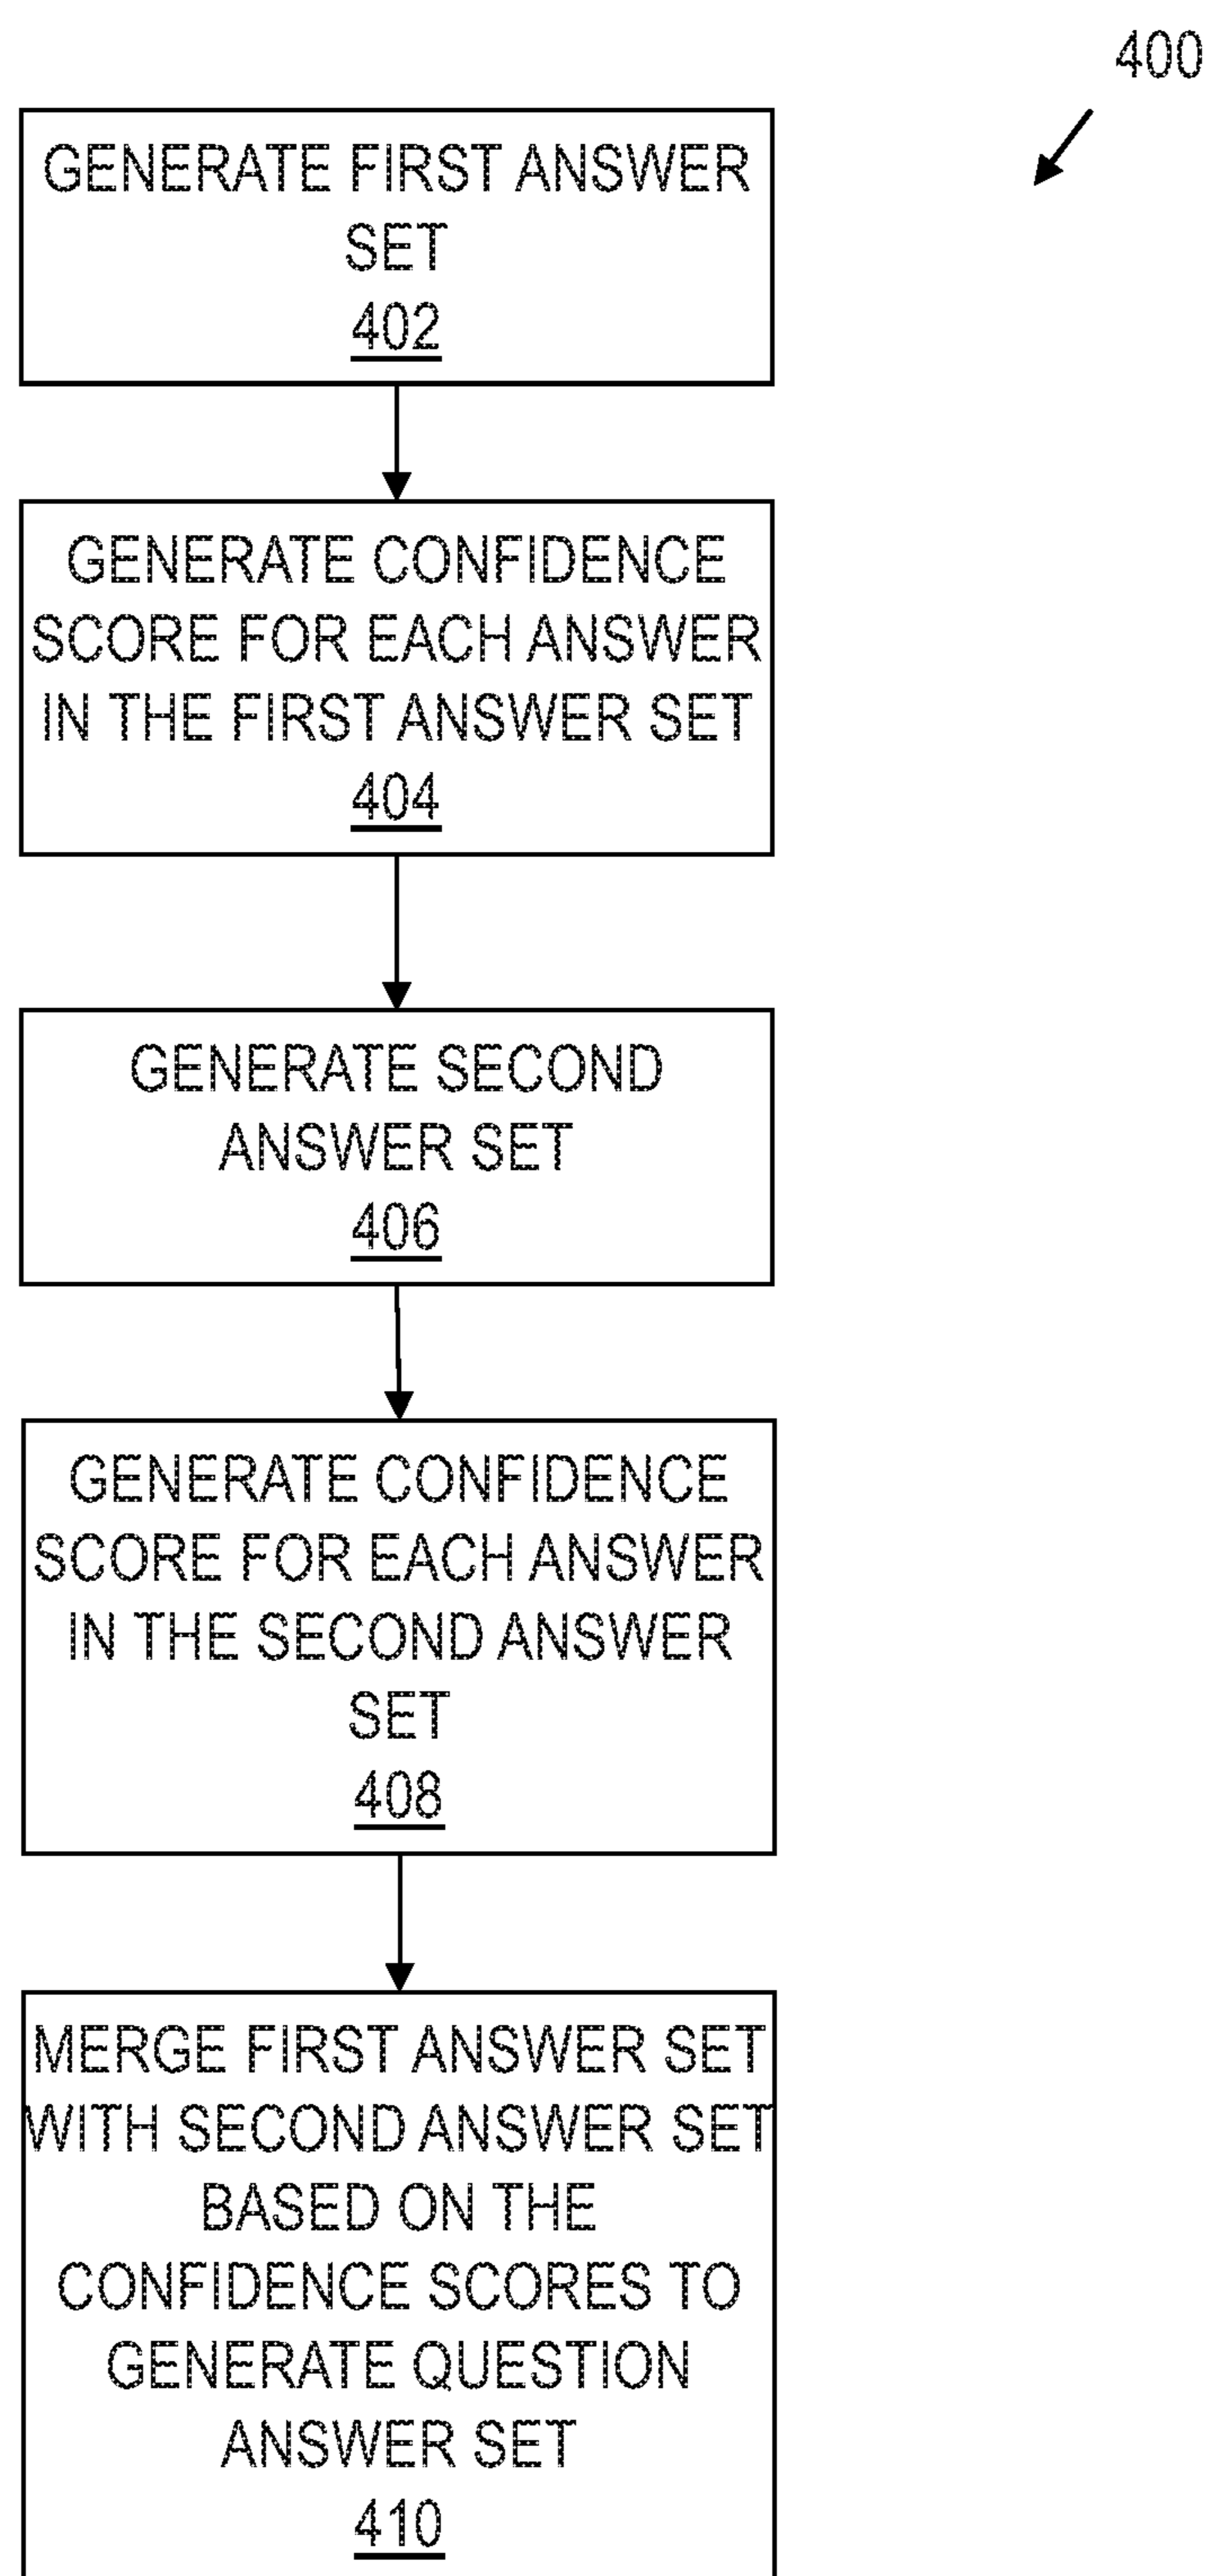 400
GENERATE FIRST ANSWER
SET
402
GENERATE CONFIDENCE
SCORE FOR EACH ANSWER
IN THE FIRST ANSWER SET
404
GENERATE SECOND
ANSWER SET
406
GENERATE CONFIDENCE
SCORE FOR EACH ANSWER
IN THE SECOND ANSWER
SET
408
MERGE FIRST ANSWER SET
WITH SECOND ANSWER SET
BASED ON THE
CONFIDENCE SCORES TO
GENERATE QUESTION
ANSWER SET
410